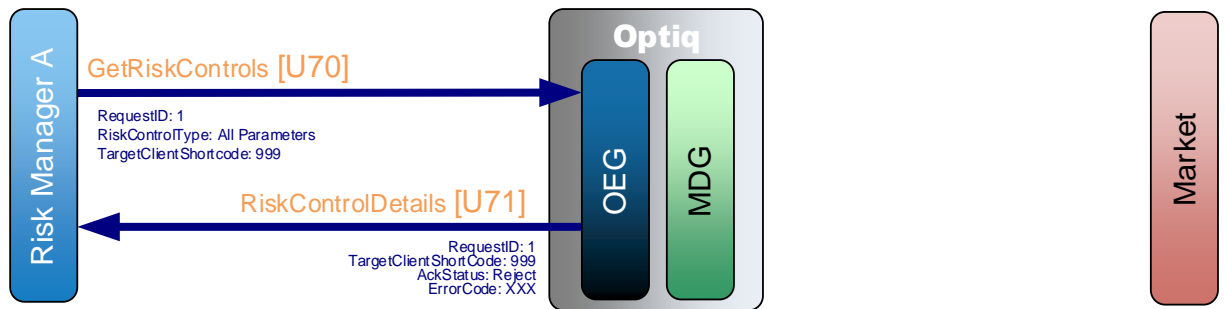 Optiq
Risk Manager A
GetRiskControls [U70]
RequestID: 1
RiskControlType: All Parameters
TargetClientShortcode: 999
OEG
MDG
Market
RiskControlDetails [U71]
RequestID: 1
TargetClientShortCode: 999
AckStatus: Reject
ErrorCode: XXX